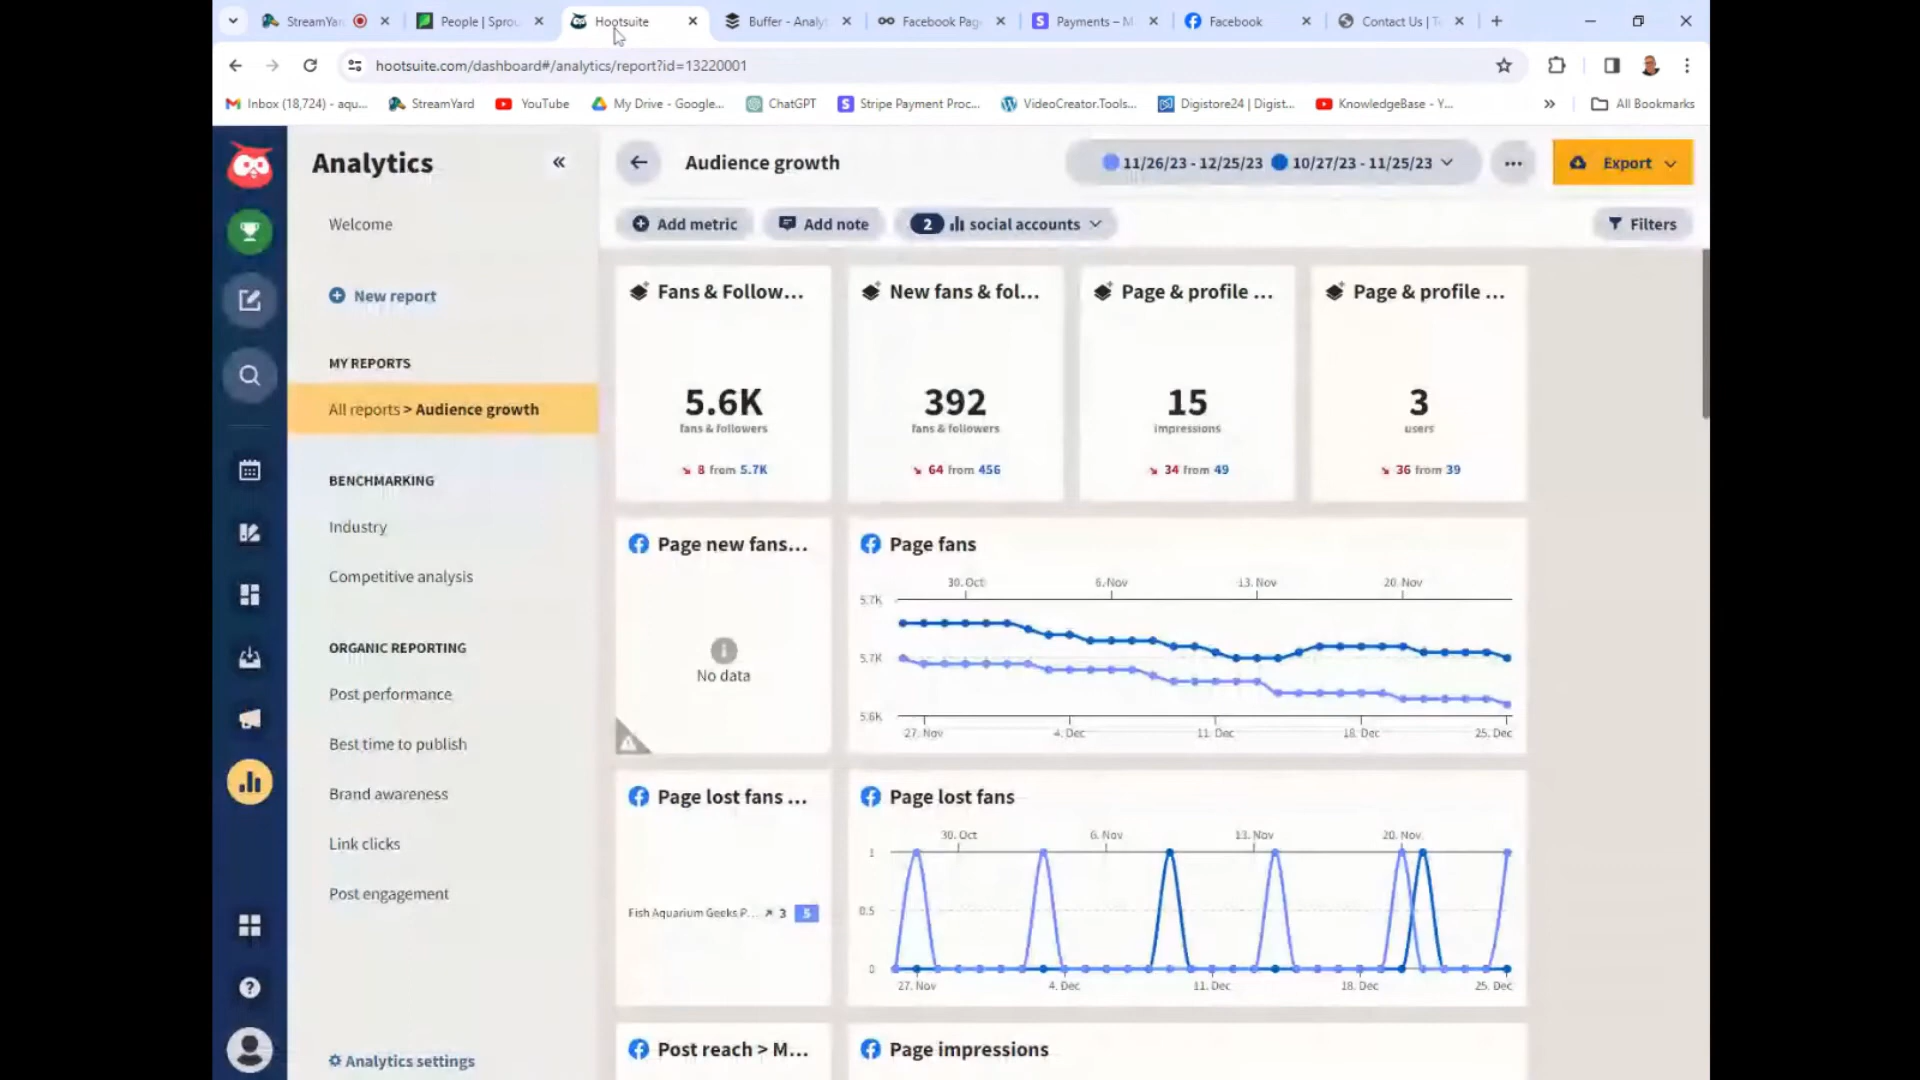 StreamYar
People | Sprou
Hootsuite
Buffer - Analyt
Facebook Pag
Payments – M
Facebook
Contact Us | T
hootsuite.com/dashboard#/analytics/report?id=13220001
Inbox (18,724) - aqu...
StreamYard
YouTube
My Drive - Google...
ChatGPT
Stripe Payment Proc...
VideoCreator.Tools...
Digistore24 | Digist...
KnowledgeBase - Y...
All Bookmarks
Analytics
Audience growth
11/26/23 - 12/25/23
10/27/23 - 11/25/23
Export
Welcome
Add metric
Add note
2 social accounts
Filters
New report
MY REPORTS
All reports > Audience growth
BENCHMARKING
Industry
Competitive analysis
ORGANIC REPORTING
Post performance
Best time to publish
Brand awareness
Link clicks
Post engagement
Analytics settings
Fans & Follow...
5.6K
fans & followers
8 from 5.7K
New fans & fol...
392
fans & followers
64 from 456
Page & profile ...
15
impressions
34 from 49
Page & profile ...
3
users
36 from 39
Page new fans...
No data
Page fans
30. Oct 6. Nov 13. Nov 20. Nov
5.7K
5.7K
5.6K
27. Nov 4. Dec 11. Dec 18. Dec 25. Dec
Page lost fans ...
Fish Aquarium Geeks P... 3 5
Page lost fans
30. Oct 6. Nov 13. Nov 20. Nov
1
0.5
0
27. Nov 4. Dec 11. Dec 18. Dec 25. Dec
Post reach > M...
Page impressions